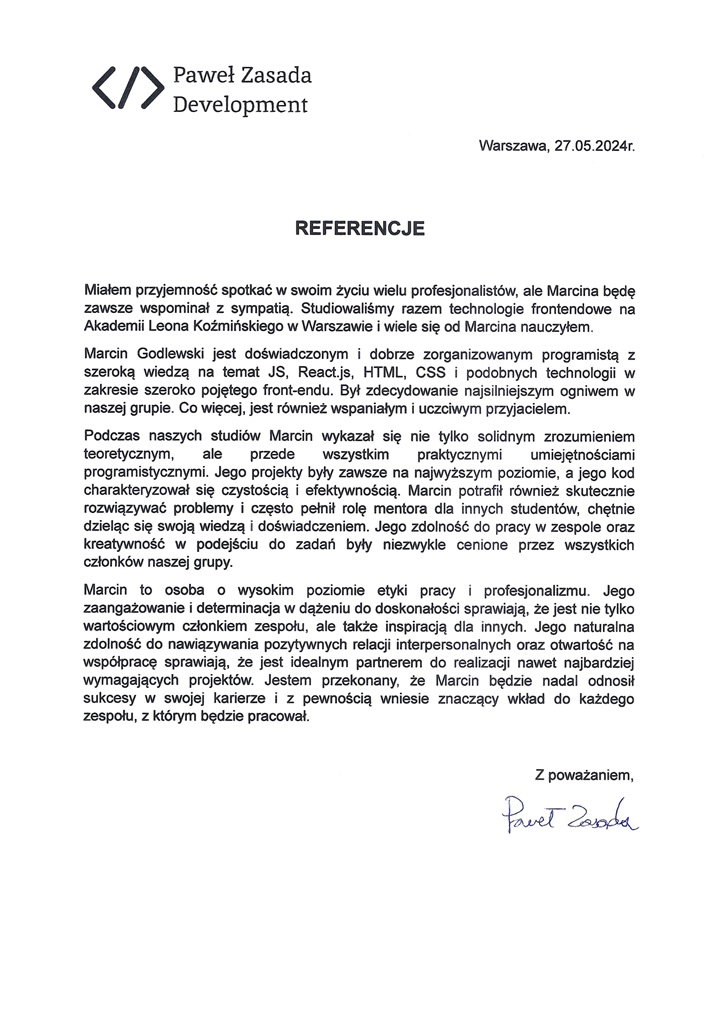 </> Paweł Zasada
Development
Warszawa, 27.05.2024r.
REFERENCJE
Miałem przyjemność spotkać w swoim życiu wielu profesjonalistów, ale Marcina będę
zawsze wspominał z sympatią. Studiowaliśmy razem technologie frontendowe na
Akademii Leona Koźmińskiego w Warszawie i wiele się od Marcina nauczyłem.
Marcin Godlewski jest doświadczonym i dobrze zorganizowanym programistą z
szeroką wiedzą na temat JS, React.js, HTML, CSS i podobnych technologii w
zakresie szeroko pojętego front-endu. Był zdecydowanie najsilniejszym ogniwem w
naszej grupie. Co więcej, jest również wspaniałym i uczciwym przyjacielem.
Podczas naszych studiów Marcin wykazał się nie tylko solidnym zrozumieniem
teoretycznym, ale przede wszystkim praktycznymi umiejętnościami
programistycznymi. Jego projekty były zawsze na najwyższym poziomie, a jego kod
charakteryzował się czystością i efektywnością. Marcin potrafił również skutecznie
rozwiązywać problemy i często pełnił rolę mentora dla innych studentów, chętnie
dzieląc się swoją wiedzą i doświadczeniem. Jego zdolność do pracy w zespole oraz
kreatywność w podejściu do zadań były niezwykle cenione przez wszystkich
członków naszej grupy.
Marcin to osoba o wysokim poziomie etyki pracy i profesjonalizmu. Jego
zaangażowanie i determinacja w dążeniu do doskonałości sprawiają, że jest nie tylko
wartościowym członkiem zespołu, ale także inspiracją dla innych. Jego naturalna
zdolność do nawiązywania pozytywnych relacji interpersonalnych oraz otwartość na
współpracę sprawiają, że jest idealnym partnerem do realizacji nawet najbardziej
wymagających projektów. Jestem przekonany, że Marcin będzie nadal odnosił
sukcesy w swojej karierze i z pewnością wniesie znaczący wkład do każdego
zespołu, z którym będzie pracował.
Z poważaniem,
Paweł Zasada